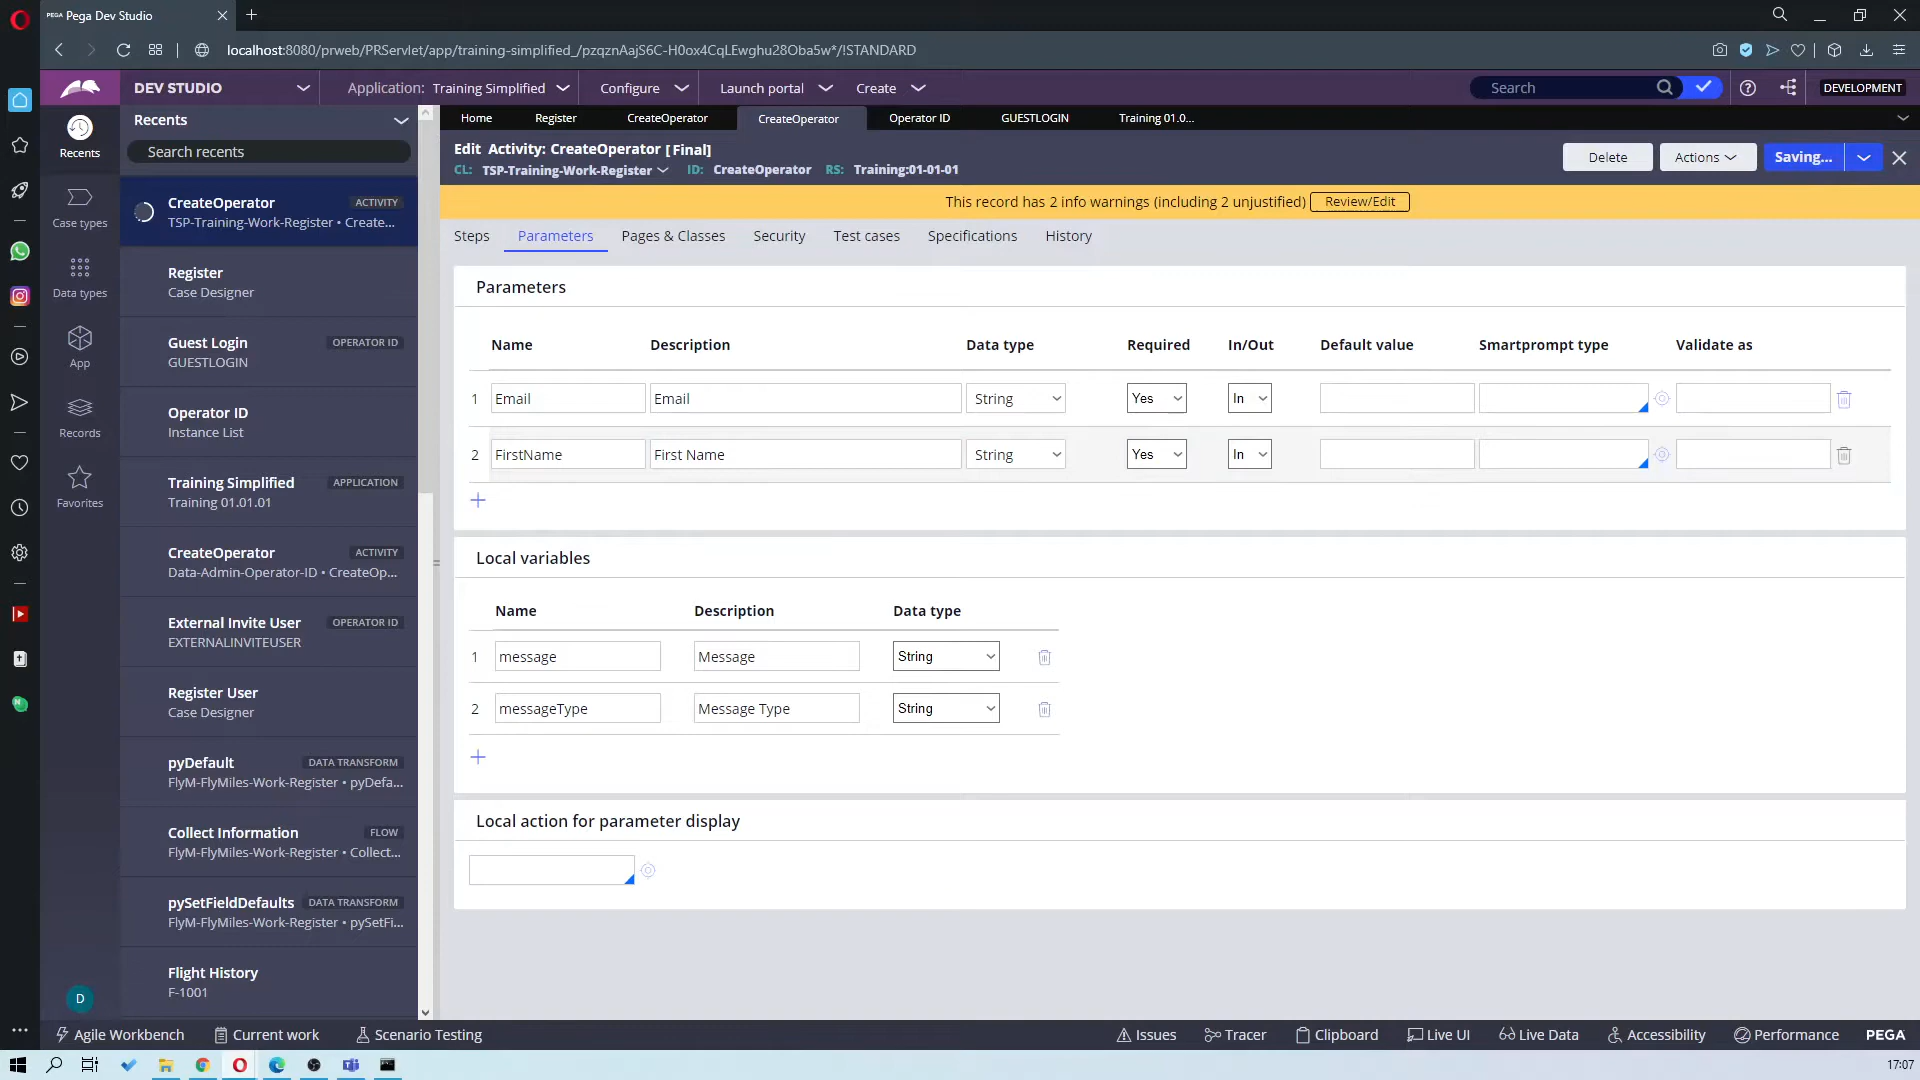 PEGA Pega Dev Studio
localhost:8080/prweb/PRServlet/app/training-simplified_/pzqznAajS6C-H0ox4CqLEwghu28Oba5w*/!STANDARD
DEV STUDIO
Application: Training Simplified
Configure
Launch portal
Create
Search
DEVELOPMENT
Recents
Case types
Data types
App
Records
Favorites
D
Recents
Search recents
CreateOperator ACTIVITY
TSP-Training-Work-Register • Create...
Register
Case Designer
Guest Login OPERATOR ID
GUESTLOGIN
Operator ID
Instance List
Training Simplified APPLICATION
Training 01.01.01
CreateOperator ACTIVITY
Data-Admin-Operator-ID • CreateOp...
External Invite User OPERATOR ID
EXTERNALINVITEUSER
Register User
Case Designer
pyDefault DATA TRANSFORM
FlyM-FlyMiles-Work-Register • pyDefa...
Collect Information FLOW
FlyM-FlyMiles-Work-Register • Collect...
pySetFieldDefaults DATA TRANSFORM
FlyM-FlyMiles-Work-Register • pySetFi...
Flight History
F-1001
Home Register CreateOperator CreateOperator Operator ID GUESTLOGIN Training 01.0...
Edit Activity: CreateOperator [Final]
CL: TSP-Training-Work-Register ID: CreateOperator RS: Training:01-01-01
Delete Actions Saving...
This record has 2 info warnings (including 2 unjustified) Review/Edit
Steps Parameters Pages & Classes Security Test cases Specifications History
Parameters
Name Description Data type Required In/Out Default value Smartprompt type Validate as
1 Email Email String Yes In
2 FirstName First Name String Yes In
Local variables
Name Description Data type
1 message Message String
2 messageType Message Type String
Local action for parameter display
Agile Workbench Current work Scenario Testing Issues Tracer Clipboard Live UI Live Data Accessibility Performance PEGA
17:07